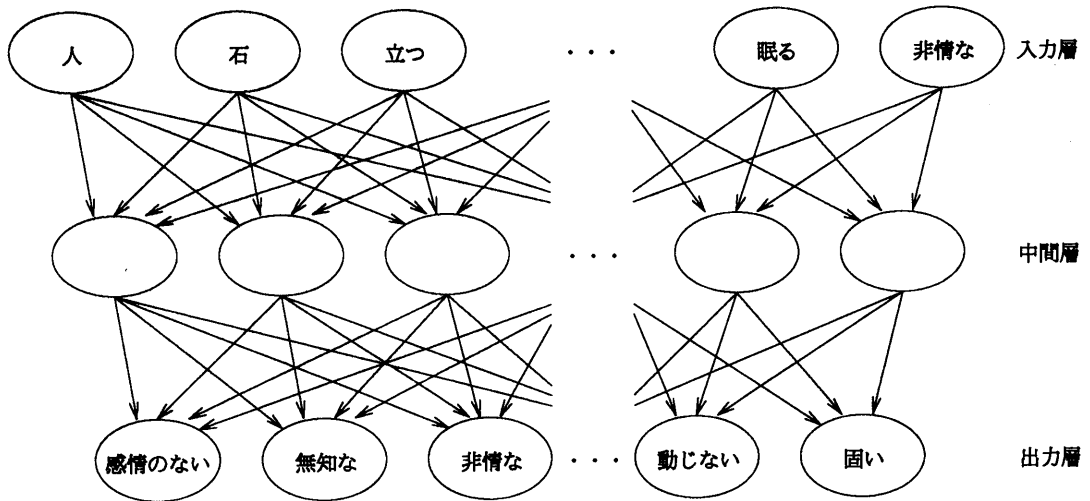 人 石 立つ ・・・ 眠る 非情な 入力層
・・・ 中間層
感情のない 無知な 非情な ・・・ 動じない 固い 出力層